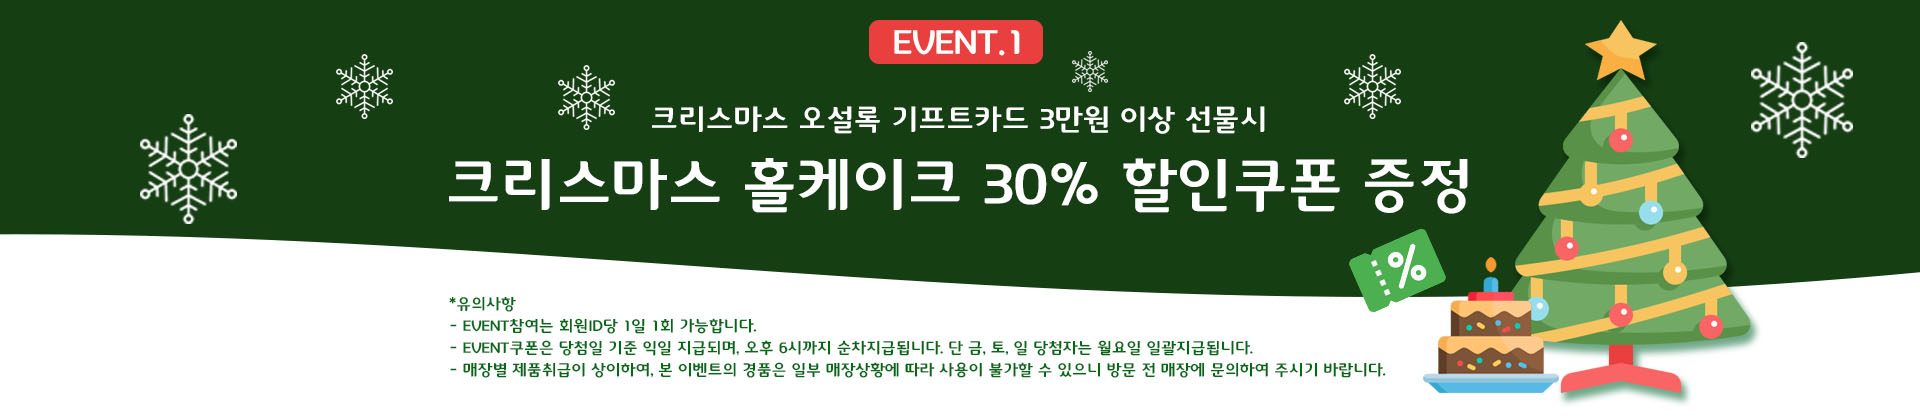 EVENT.1
크리스마스 오설록 기프트카드 3만원 이상 선물시
크리스마스 홀케이크 30% 할인쿠폰 증정
%
*유의사항
- EVENT참여는 회원ID당 1일 1회 가능합니다.
- EVENT쿠폰은 당첨일 기준 익일 지급되며, 오후 6시까지 순차지급됩니다. 단 금, 토, 일 당첨자는 월요일 일괄지급됩니다.
- 매장별 제품취급이 상이하여, 본 이벤트의 경품은 일부 매장상황에 따라 사용이 불가할 수 있으니 방문 전 매장에 문의하여 주시기 바랍니다.